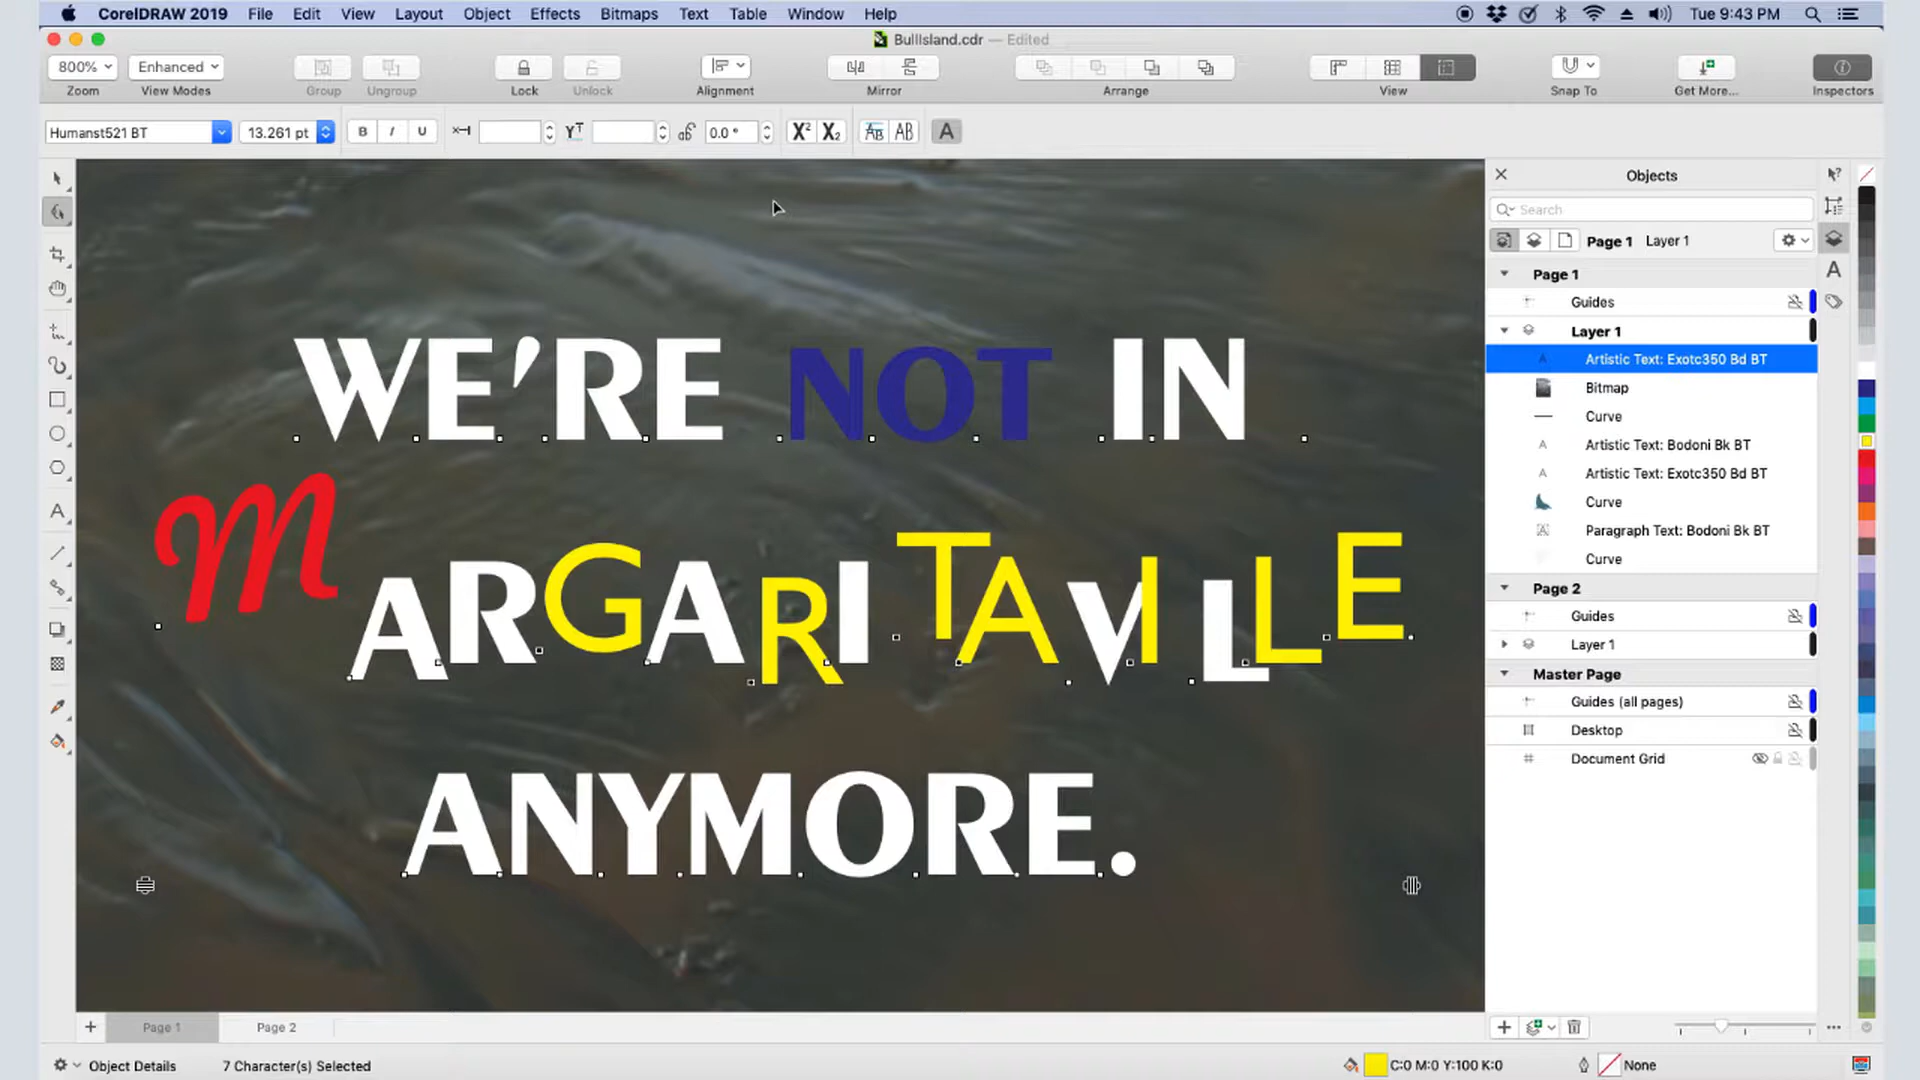 CorelDRAW 2019 File Edit View Layout Object Effects Bitmaps Text Table Window Help Tue 9:43 PM
BullIsland.cdr — Edited
800% Enhanced
Zoom View Modes Group Ungroup Lock Unlock Alignment Mirror Arrange View Snap To Get More... Inspectors
Humanst521 BT 13.261 pt B I U 0.0 ° X² X₂ AB AB A
Objects
Search
Page 1 Layer 1
Page 1
Guides
Layer 1
Artistic Text: Exotc350 Bd BT
Bitmap
Curve
Artistic Text: Bodoni Bk BT
Artistic Text: Exotc350 Bd BT
Curve
Paragraph Text: Bodoni Bk BT
Curve
Page 2
Guides
Layer 1
Master Page
Guides (all pages)
Desktop
Document Grid
WE'RE NOT IN
MARGARITAVILLE
ANYMORE.
Page 1 Page 2
Object Details 7 Character(s) Selected C:0 M:0 Y:100 K:0 None